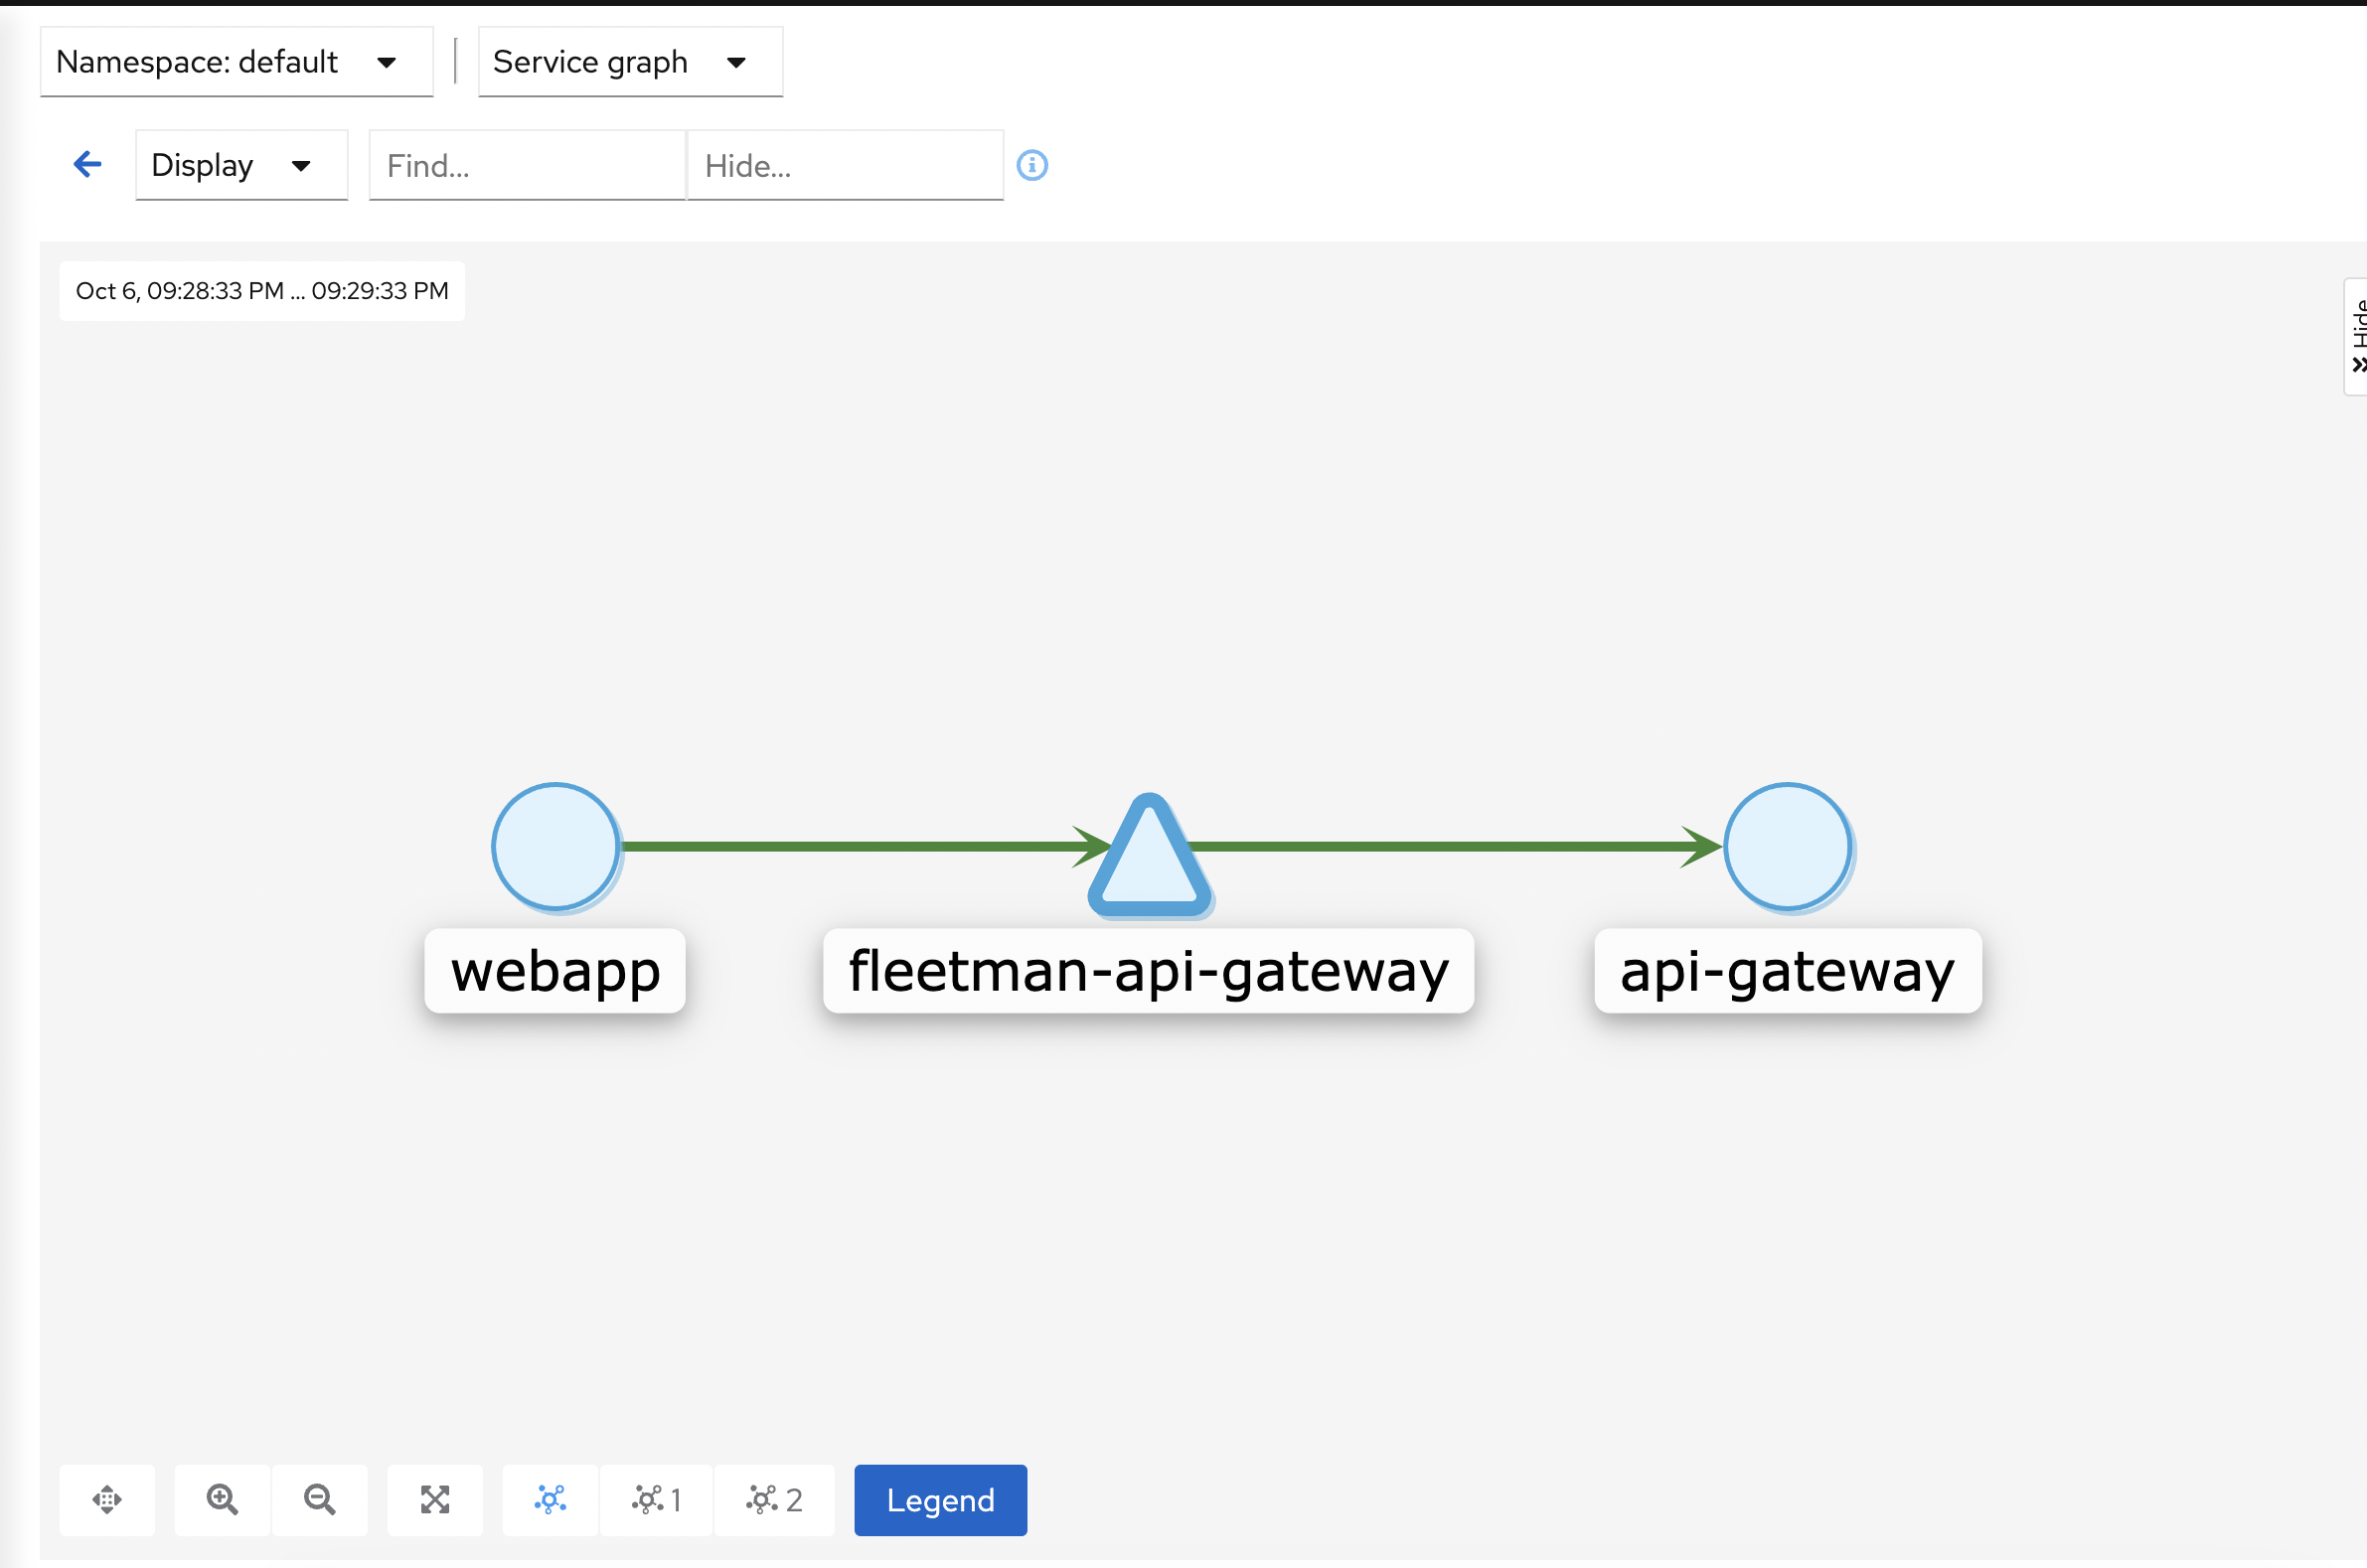 Namespace: default
Service graph
Display
Find...
Hide...
Oct 6, 09:28:33 PM ... 09:29:33 PM
Hide
webapp
fleetman-api-gateway
api-gateway
1
2
Legend